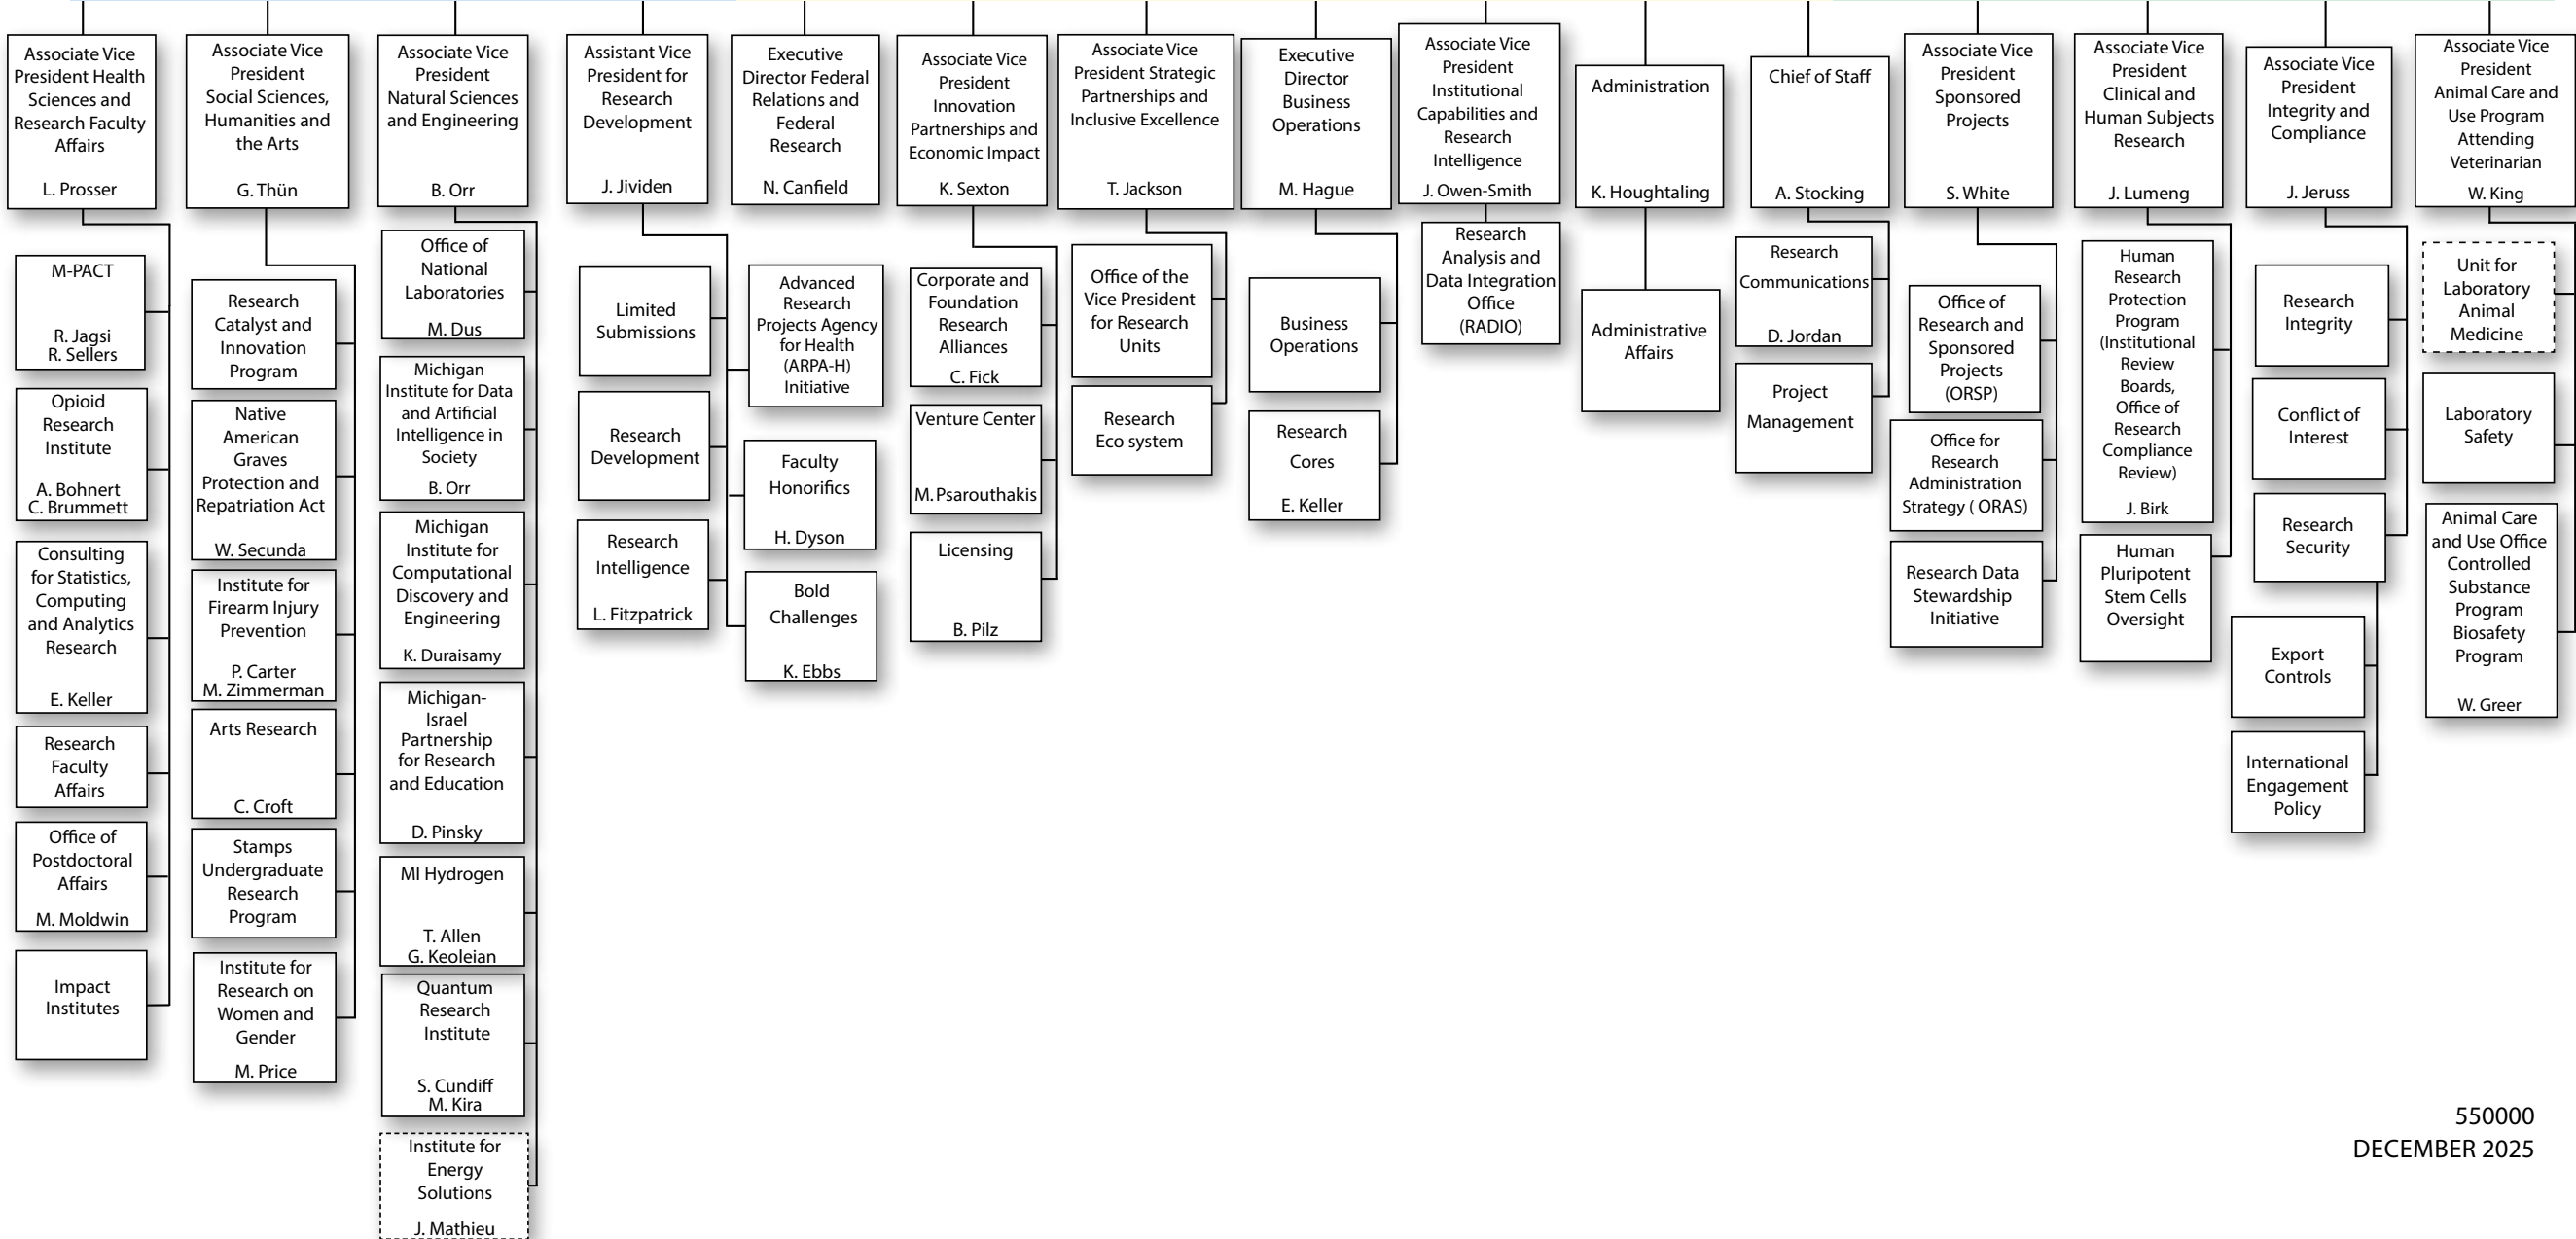 Associate Vice
President Health
Sciences and
Research Faculty
Affairs
L. Prosser
Associate Vice
President
Social Sciences,
Humanities and
the Arts
G. Thün
Associate Vice
President
Natural Sciences
and Engineering
B. Orr
Assistant Vice
President for
Research
Development
J. Jividen
Executive
Director Federal
Relations and
Federal
Research
N. Canfield
Associate Vice
President
Innovation
Partnerships and
Economic Impact
K. Sexton
Associate Vice
President Strategic
Partnerships and
Inclusive Excellence
T. Jackson
Executive
Director
Business
Operations
M. Hague
Associate Vice
President
Institutional
Capabilities and
Research
Intelligence
J. Owen-Smith
Administration
K. Houghtaling
Chief of Staff
A. Stocking
Associate Vice
President
Sponsored
Projects
S. White
Associate Vice
President
Clinical and
Human Subjects
Research
J. Lumeng
Associate Vice
President
Integrity and
Compliance
J. Jeruss
Associate Vice
President
Animal Care and
Use Program
Attending
Veterinarian
W. King
M-PACT
R. Jagsi
R. Sellers
Opioid
Research
Institute
A. Bohnert
C. Brummett
Consulting
for Statistics,
Computing
and Analytics
Research
E. Keller
Research
Faculty
Affairs
Office of
Postdoctoral
Affairs
M. Moldwin
Impact
Institutes
Research
Catalyst and
Innovation
Program
Native
American
Graves
Protection and
Repatriation Act
W. Secunda
Institute for
Firearm Injury
Prevention
P. Carter
M. Zimmerman
Arts Research
C. Croft
Stamps
Undergraduate
Research
Program
Institute for
Research on
Women and
Gender
M. Price
Office of
National
Laboratories
M. Dus
Michigan
Institute for Data
and Artificial
Intelligence in
Society
B. Orr
Michigan
Institute for
Computational
Discovery and
Engineering
K. Duraisamy
Michigan-
Israel
Partnership
for Research
and Education
D. Pinsky
MI Hydrogen
T. Allen
G. Keoleian
Quantum
Research
Institute
S. Cundiff
M. Kira
Institute for
Energy
Solutions
J. Mathieu
Limited
Submissions
Research
Development
Research
Intelligence
L. Fitzpatrick
Advanced
Research
Projects Agency
for Health
(ARPA-H)
Initiative
Faculty
Honorifics
H. Dyson
Bold
Challenges
K. Ebbs
Corporate and
Foundation
Research
Alliances
C. Fick
Venture Center
M. Psarouthakis
Licensing
B. Pilz
Office of the
Vice President
for Research
Units
Research
Eco system
Business
Operations
Research
Cores
E. Keller
Research
Analysis and
Data Integration
Office
(RADIO)
Administrative
Affairs
Research
Communications
D. Jordan
Project
Management
Office of
Research and
Sponsored
Projects
(ORSP)
Office for
Research
Administration
Strategy ( ORAS)
Research Data
Stewardship
Initiative
Human
Research
Protection
Program
(Institutional
Review
Boards,
Office of
Research
Compliance
Review)
J. Birk
Human
Pluripotent
Stem Cells
Oversight
Research
Integrity
Conflict of
Interest
Research
Security
Export
Controls
International
Engagement
Policy
Unit for
Laboratory
Animal
Medicine
Laboratory
Safety
Animal Care
and Use Office
Controlled
Substance
Program
Biosafety
Program
W. Greer
550000
DECEMBER 2025